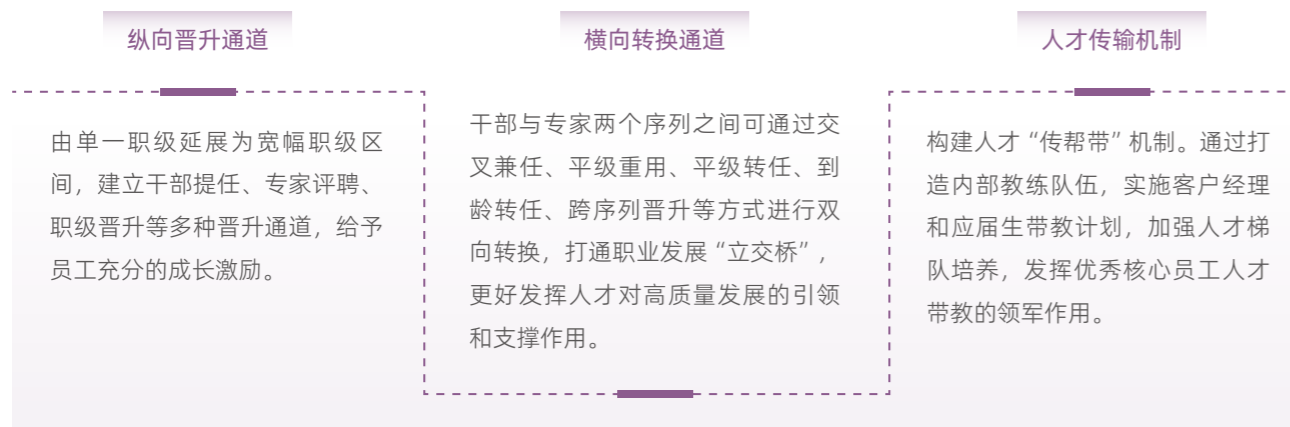 纵向晋升通道
由单一职级延展为宽幅职级区
间，建立干部提任、专家评聘、
职级晋升等多种晋升通道，给予
员工充分的成长激励。
横向转换通道
干部与专家两个序列之间可通过交
叉兼任、平级重用、平级转任、到
龄转任、跨序列晋升等方式进行双
向转换，打通职业发展“立交桥”，
更好发挥人才对高质量发展的引领
和支撑作用。
人才传输机制
构建人才“传帮带”机制。通过打
造内部教练队伍，实施客户经理
和应届生带教计划，加强人才梯
队培养，发挥优秀核心员工人才
带教的领军作用。